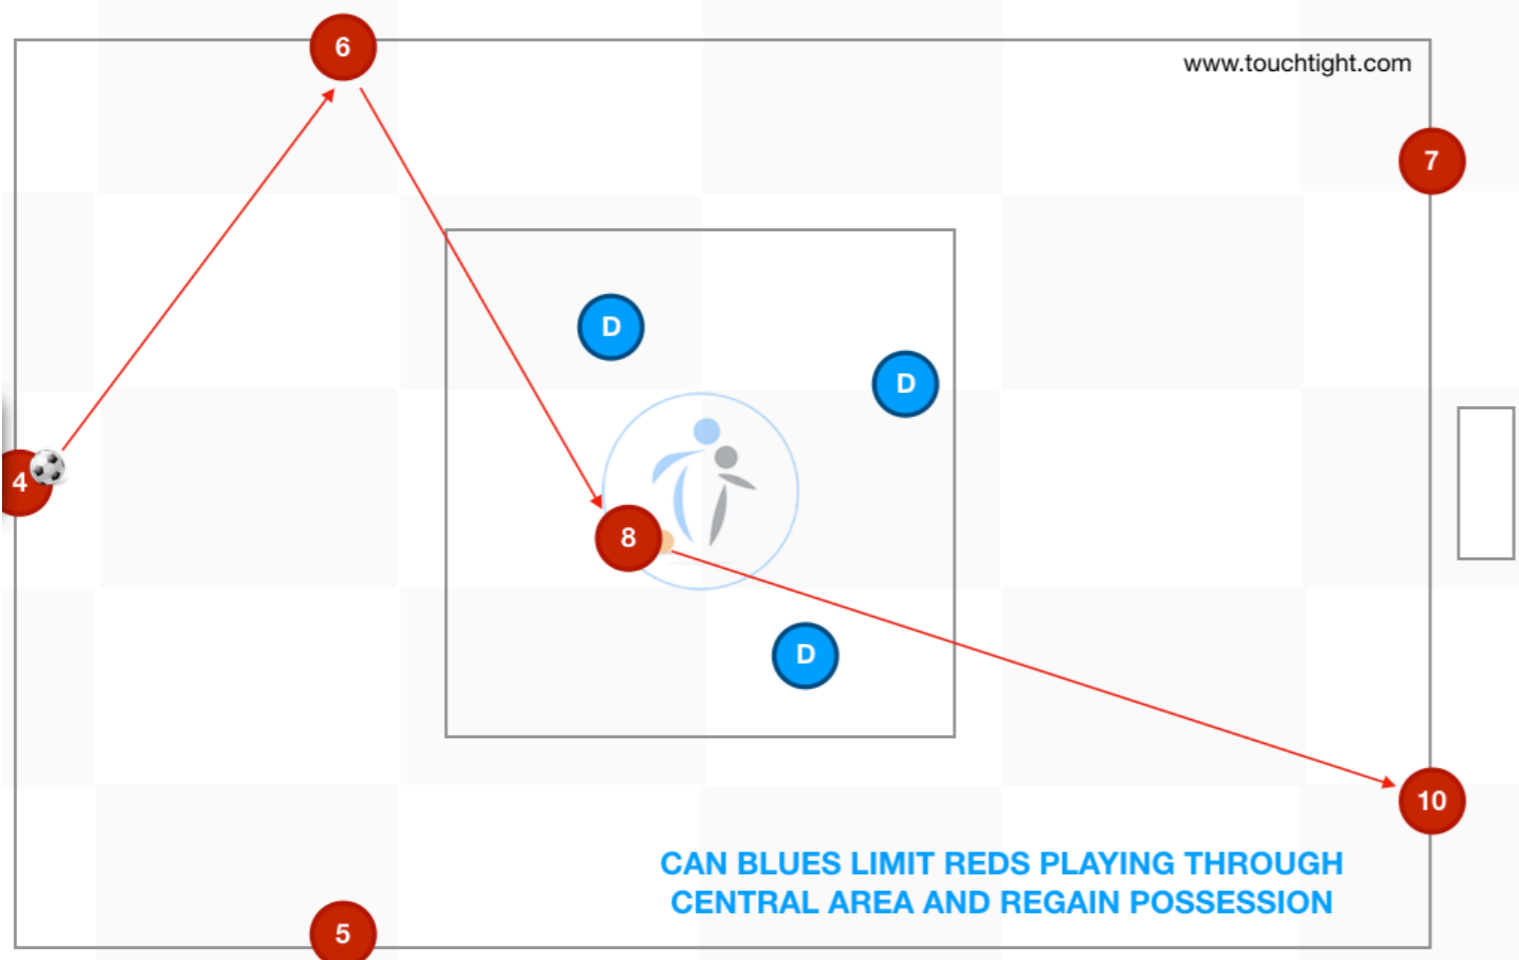 6
www.touchtight.com
7
D
D
4
8
D
10
CAN BLUES LIMIT REDS PLAYING THROUGH
CENTRAL AREA AND REGAIN POSSESSION
5